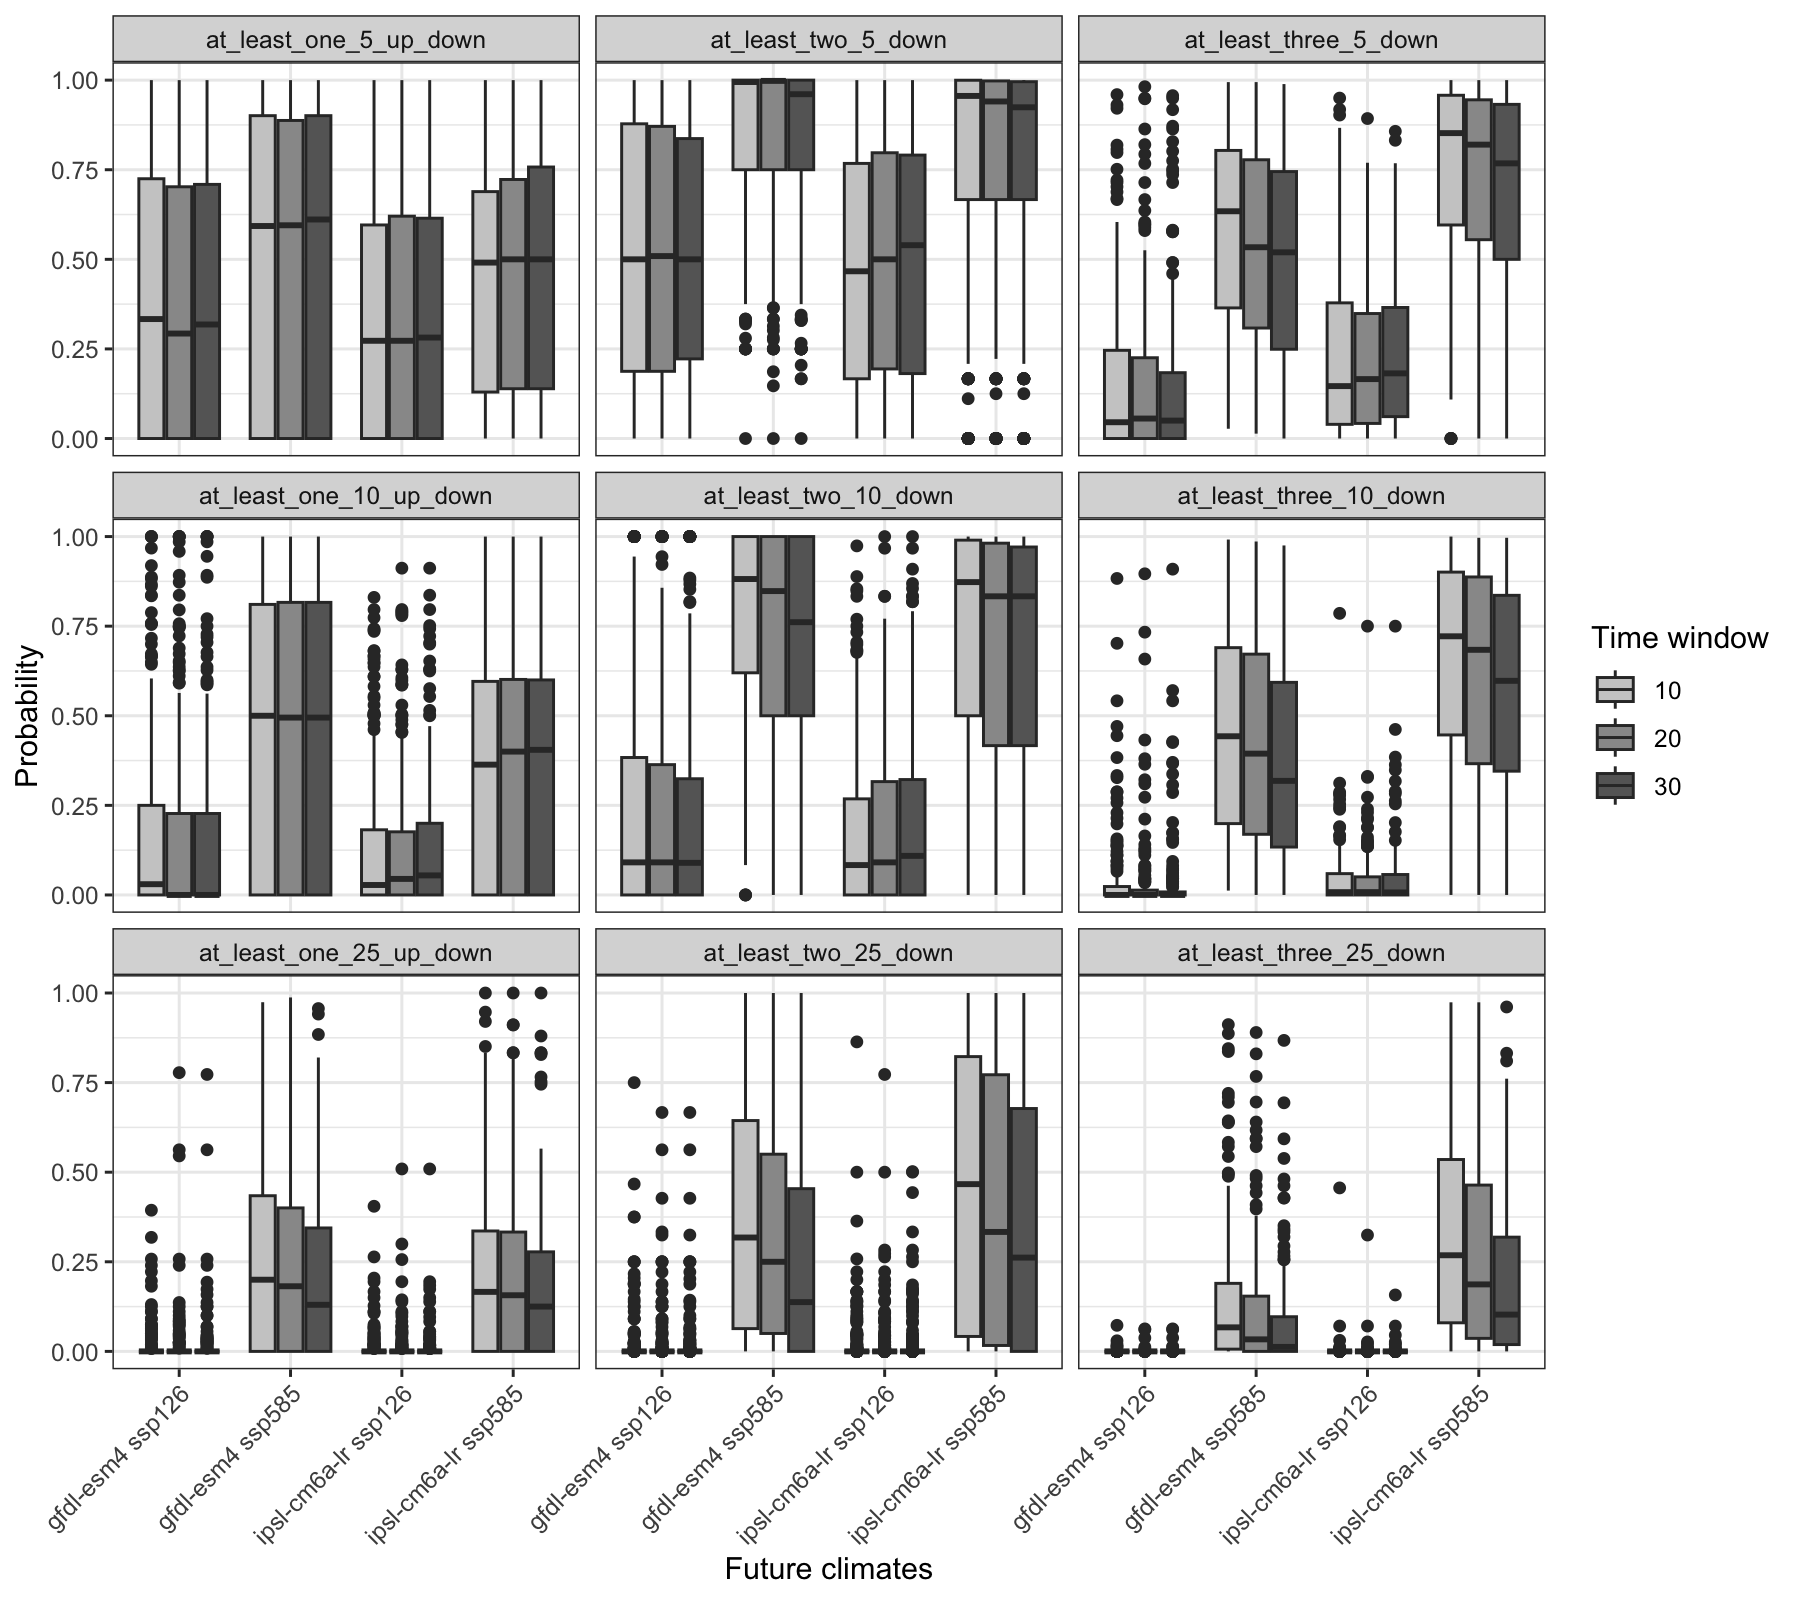 at_least_one_5_up_down
at_least_two_5_down
at_least_three_5_down
1.00
0.75
0.50
0.25
0.00
at_least_one_10_up_down
at_least_two_10_down
at_least_three_10_down
1.00
0.75
0.50
0.25
0.00
at_least_one_25_up_down
at_least_two_25_down
at_least_three_25_down
1.00
0.75
0.50
0.25
0.00
Probability
gfdl-esm4 ssp126
gfdl-esm4 ssp585
ipsl-cm6a-lr ssp126
ipsl-cm6a-lr ssp585
gfdl-esm4 ssp126
gfdl-esm4 ssp585
ipsl-cm6a-lr ssp126
ipsl-cm6a-lr ssp585
gfdl-esm4 ssp126
gfdl-esm4 ssp585
ipsl-cm6a-lr ssp126
ipsl-cm6a-lr ssp585
Future climates
Time window
10
20
30